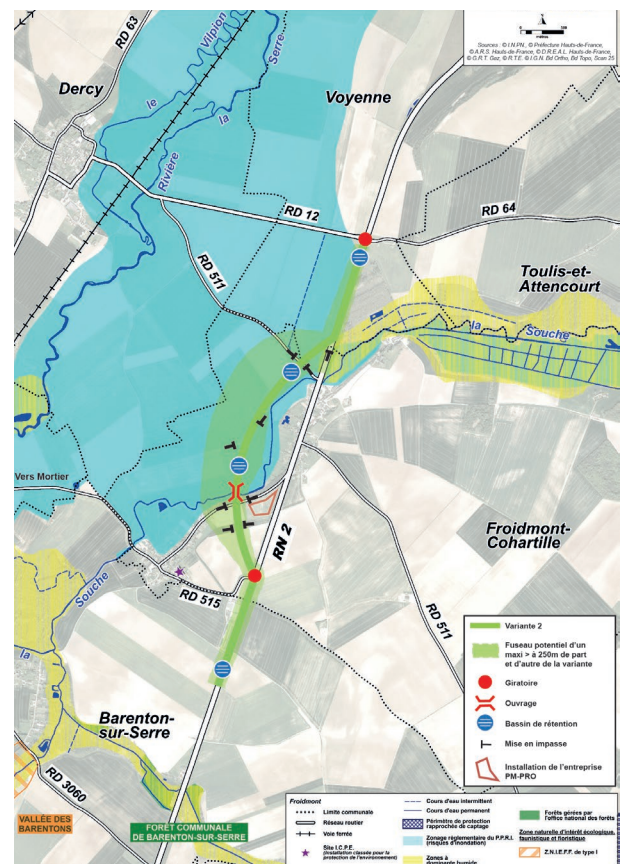 0
Sources : © I.N.P.N., © Préfecture Hauts-de-France,
© A.R.S. Hauts-de-France, © D.R.E.A.L. Hauts-de-France,
© G.R.T. Gaz, © R.T.E. © I.G.N. Bd Ortho, Bd Topo, Scan 25
RD 63
Dercy
le Vilpion
la Serre
Rivière
Voyenne
RD 12
RD 64
RD 511
Toulis-et-
Attencourt
la Souche
Vers Mortier
RN 2
Froidmont-
Cohartille
RD 515
RD 511
la Souche
Barenton-
sur-Serre
RD 3060
VALLÉE DES
BARENTONS
FORÊT COMMUNALE
DE BARENTON-SUR-SERRE
Variante 2
Fuseau potentiel d'un
maxi > à 250m de part
et d'autre de la variante
Giratoire
Ouvrage
Bassin de rétention
Mise en impasse
Installation de l'entreprise
PM-PRO
Froidmont
Limite communale
Réseau routier
Voie ferrée
Site I.C.P.E.
(Installation classée pour la
protection de l'environnement)
Cours d'eau intermittent
Cours d'eau permanent
Périmètre de protection
rapprochée de captage
Zonage réglementaire du P.P.R.I.
(risques d'inondation)
Zones à
dominante humide
Forêts gérées par
l'office national des forêts
Zone naturelle d'intérêt écologique,
faunistique et floristique
Z.N.I.E.F.F. de type I